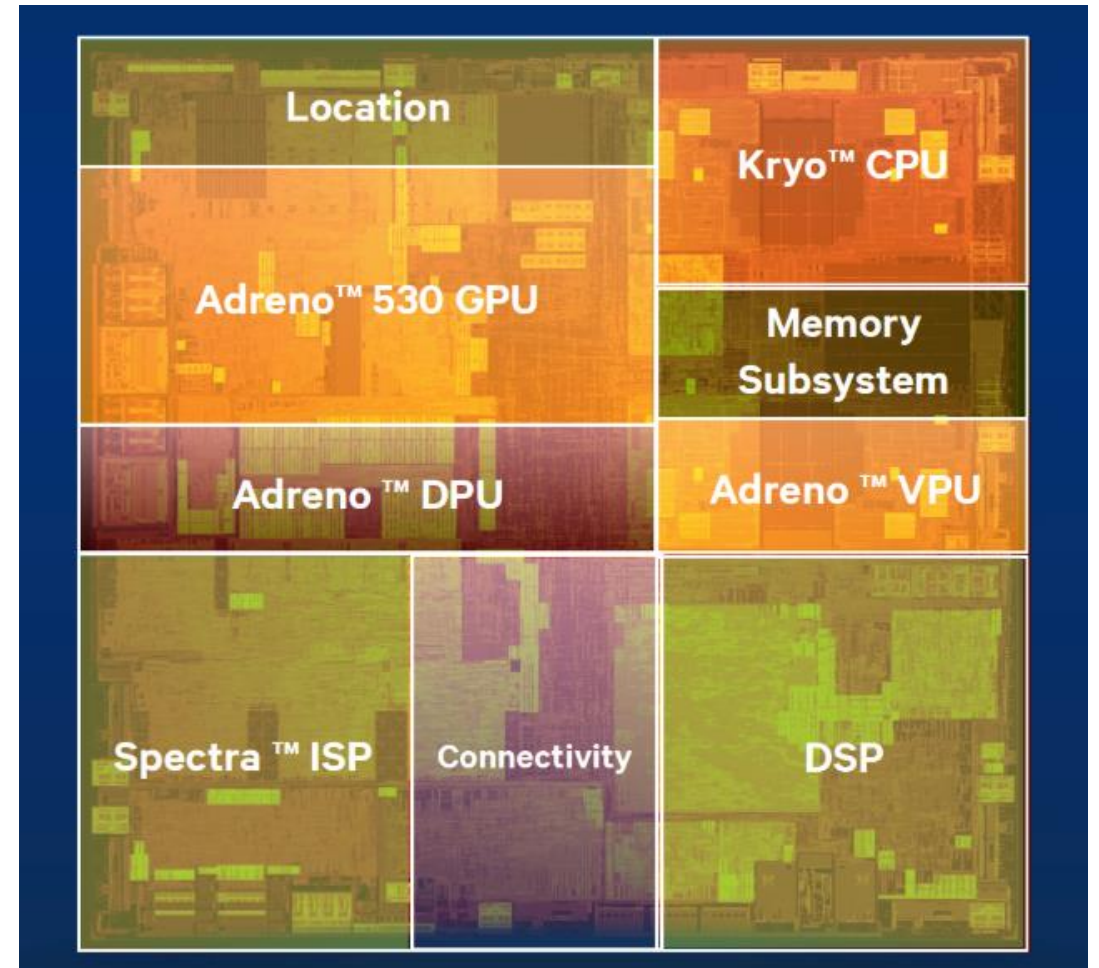 Location
Kryo™ CPU
Adreno™ 530 GPU
Memory
Subsystem
Adreno ™ DPU
Adreno ™ VPU
Spectra ™ ISP
Connectivity
DSP